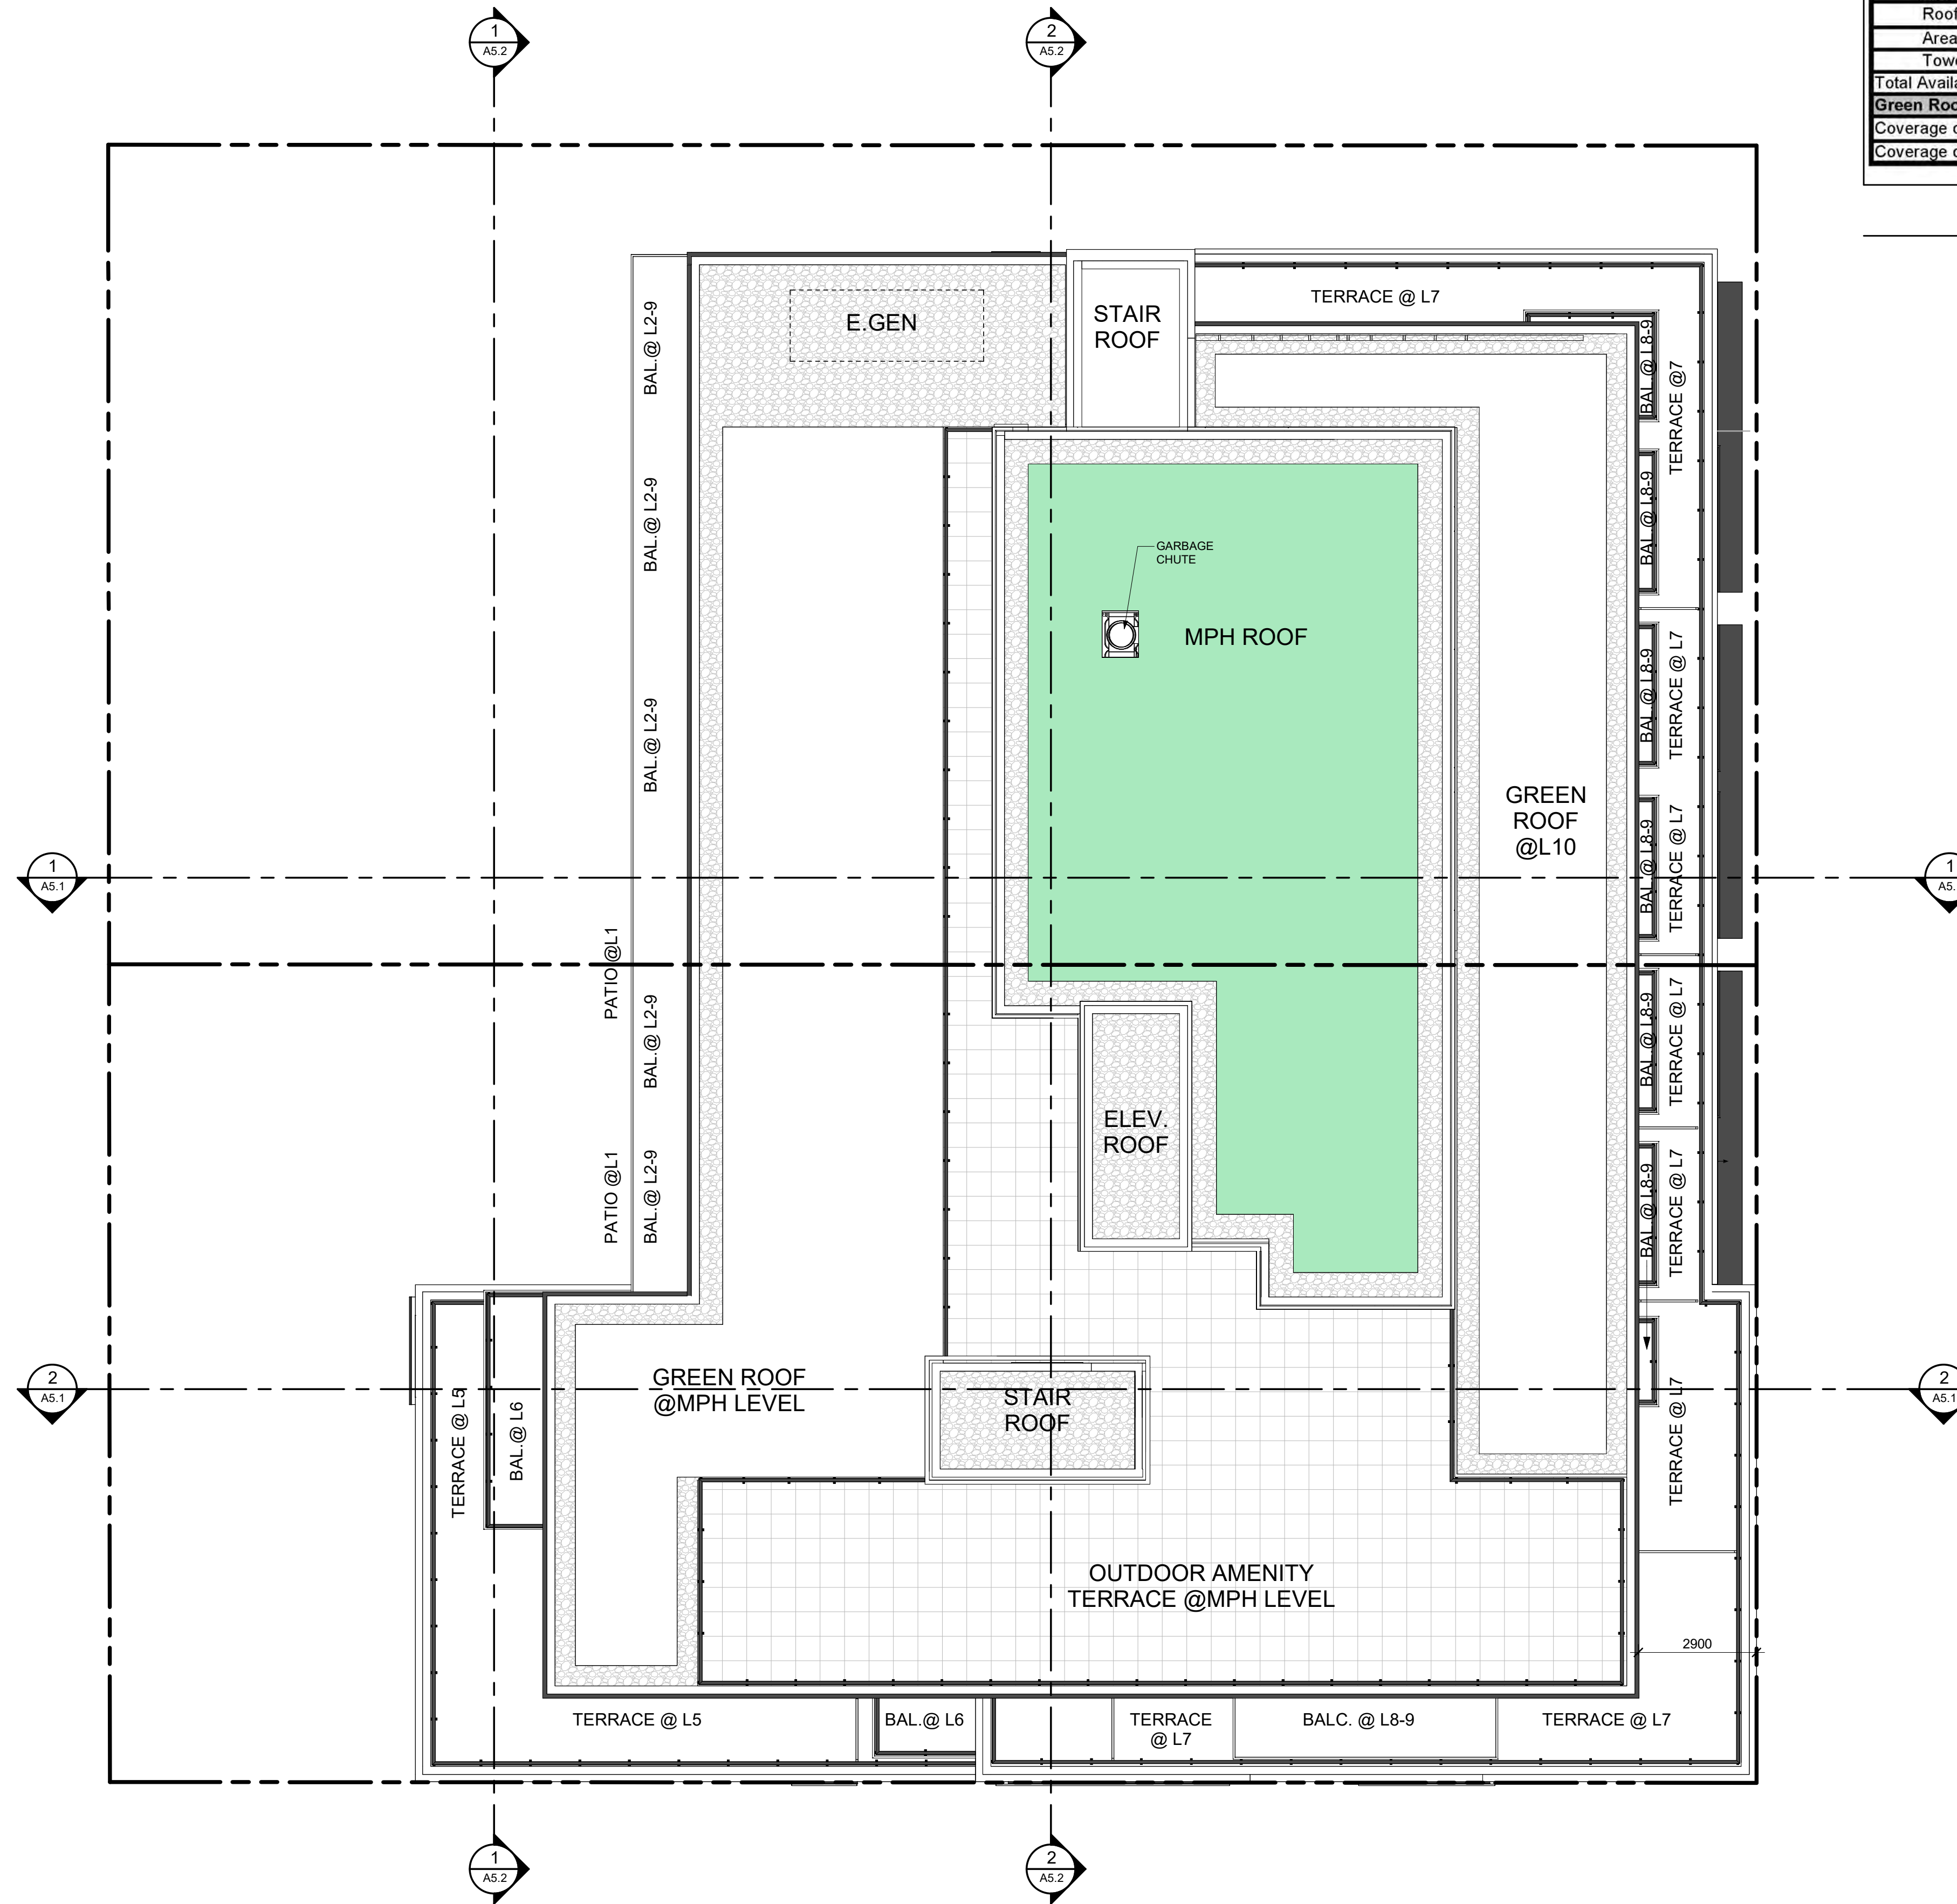 1
A5.2
2
A5.2
Roof
Area
Total Avail
Green Roo
Coverage
Coverage
TERRACE @ L7
E.GEN
STAIR
ROOF
BAL.@ L2-9
BAL.@ L8-9
TERRACE @7
BAL.@ L2-9
BAL.@ L8-9
GARBAGE
CHUTE
MPH ROOF
BAL.@ L8-9
TERRACE @ L7
BAL.@ L2-9
GREEN
ROOF
@L10
BAL.@ L8-9
TERRACE @ L7
1
A5.1
1
A5.
PATIO @L1
BAL.@ L2-9
BAL.@ L8-9
TERRACE @ L7
ELEV.
ROOF
PATIO @L1
BAL.@ L2-9
BAL.@ L8-9
TERRACE @ L7
2
A5.1
2
A5.1
GREEN ROOF
@MPH LEVEL
STAIR
ROOF
TERRACE @ L5
BAL.@ L6
TERRACE @ L7
OUTDOOR AMENITY
TERRACE @MPH LEVEL
2900
TERRACE @ L5
BAL.@ L6
TERRACE
@ L7
BALC. @ L8-9
TERRACE @ L7
1
A5.2
2
A5.2